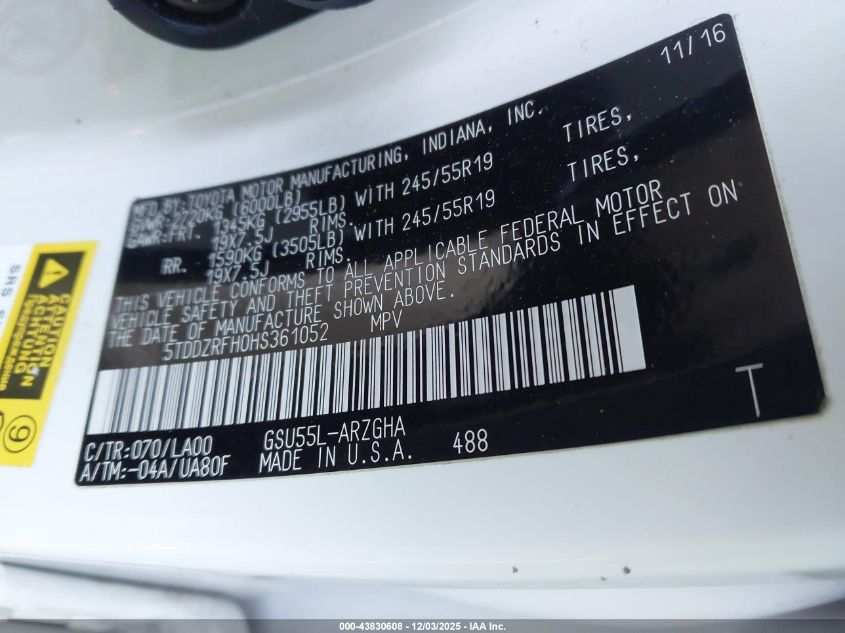 11/16
MFD.BY:TOYOTA MOTOR MANUFACTURING, INDIANA, INC.
GVWR:2720KG (6000LB)
GAWR:FRT. 1345KG (2955LB) WITH 245/55R19 TIRES,
19X7.5J RIMS.
RR. 1590KG (3505LB) WITH 245/55R19 TIRES,
19X7.5J RIMS.
THIS VEHICLE CONFORMS TO ALL APPLICABLE FEDERAL MOTOR
VEHICLE SAFETY AND THEFT PREVENTION STANDARDS IN EFFECT ON
THE DATE OF MANUFACTURE SHOWN ABOVE.
5TDDZRFH0HS361052 MPV
C/TR:070/LA00 GSU55L-ARZGHA
A/TM:-04A/UA80F MADE IN U.S.A. 488
T
SRS
CAUTION
ATTENTION
ACHTUNG
9
000-43830608 - 12/03/2025 - IAA Inc.